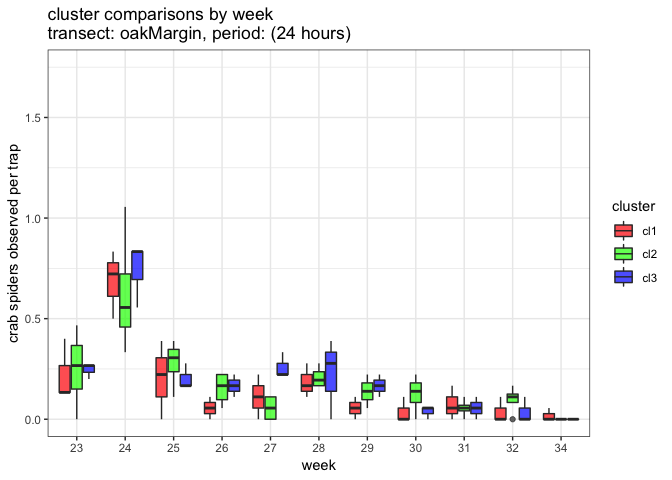 cluster comparisons by week
transect: oakMargin, period: (24 hours)
crab spiders observed per trap
1.5
1.0
0.5
0.0
23 24 25 26 27 28 29 30 31 32 34
week
cluster
cl1
cl2
cl3